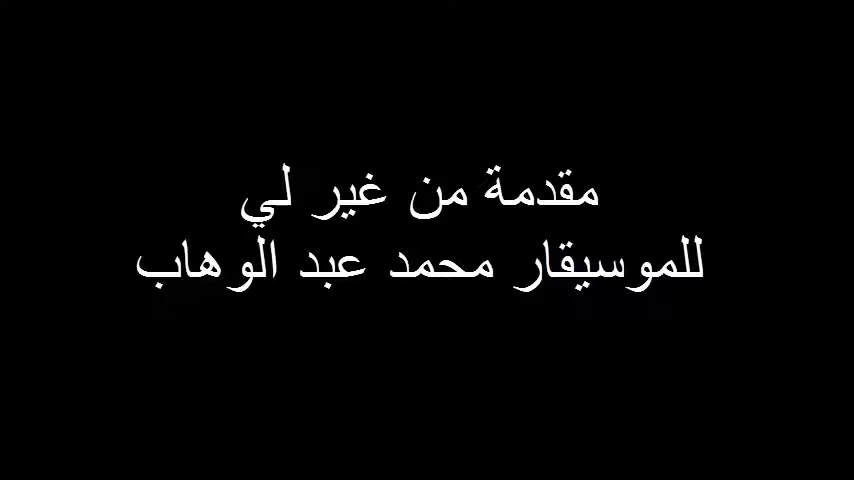 مقدمة من غير لي
للموسيقار محمد عبد الوهاب